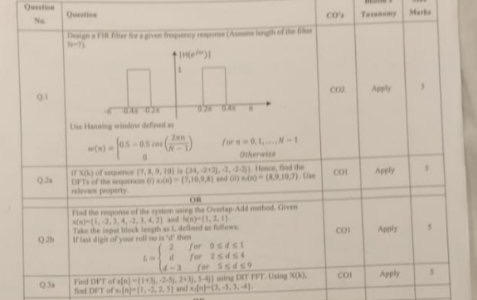 Question No.
Question
CO's
Taxonomy
Marks
Design a FIR filter for a given frequency response (Assume length of the filter
N=7).
|H(e^{jω})|
1
-π -0.4π -0.2π 0.2π 0.4π π
Q.1
CO2
Apply
5
Use Hanning window defined as
w(n) = {0.5 - 0.5 cos (2πn / N - 1) for n = 0, 1, ..., N - 1
0 Otherwise
Q.2a
If X(k) of sequence {7, 8, 9, 10} is {34, -2+2j, -2, -2-2j}. Hence, find the
DFTs of the sequences (i) x₁(n) = {7,10,9,8} and (ii) x₂(n) = {8,9,10,7}. Use
relevant property.
CO1
Apply
5
OR
Q.2b
Find the response of the system using the Overlap-Add method. Given
x(n)={1, -2, 3, 4, -2, 3, 4, 2} and h(n)={1, 2, 1}.
Take the input block length as L, defined as follows:
If last digit of your roll no is "d" then
L = { 2 for 0 ≤ d ≤ 1
d for 2 ≤ d ≤ 4
d - 3 for 5 ≤ d ≤ 9
CO1
Apply
5
Q.3a
Find DFT of x[n] = using DIT FFT. Using X(k),
find DFT of x₁[n]={1, -2, 2, 5} and x₂[n]={3, -5, 3, -4}.
CO1
Apply
5